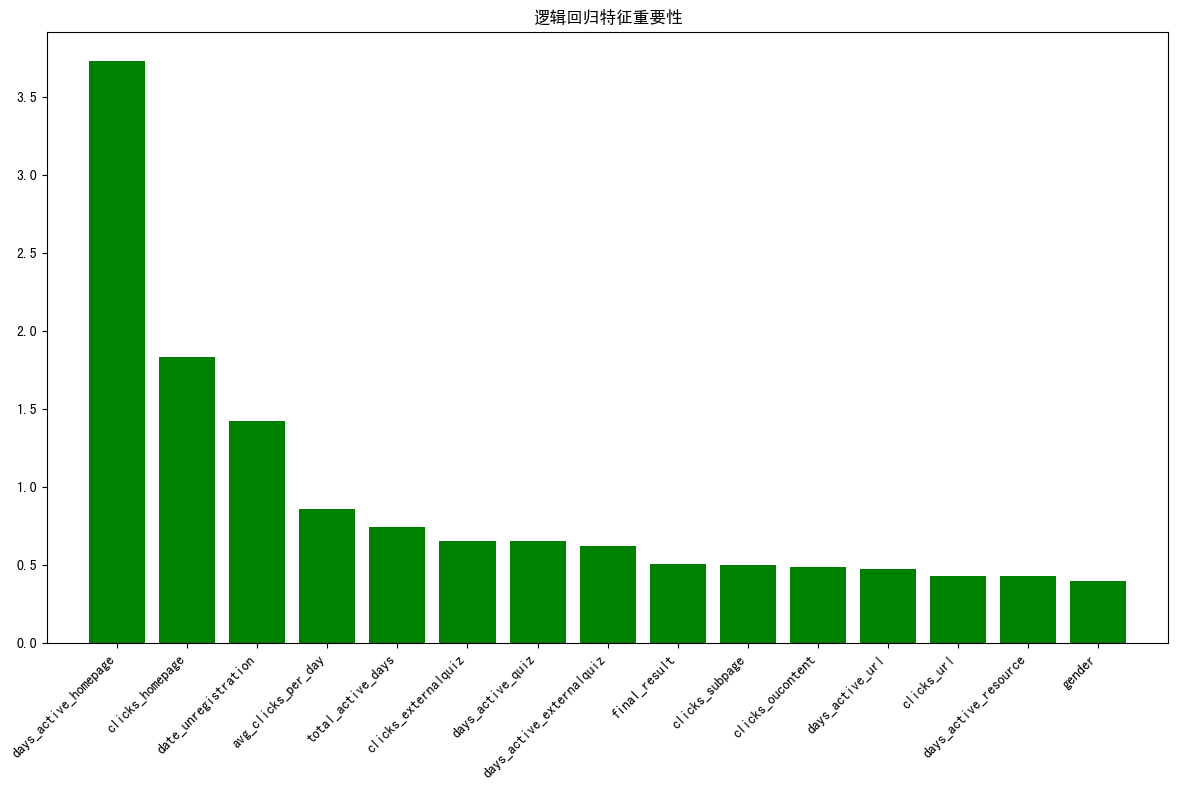 逻辑回归特征重要性
3.5
3.0
2.5
2.0
1.5
1.0
0.5
0.0
days_active_homepage
clicks_homepage
date_unregistration
avg_clicks_per_day
total_active_days
clicks_externalquiz
days_active_quiz
days_active_externalquiz
final_result
clicks_subpage
clicks_oucontent
days_active_url
clicks_url
days_active_resource
gender